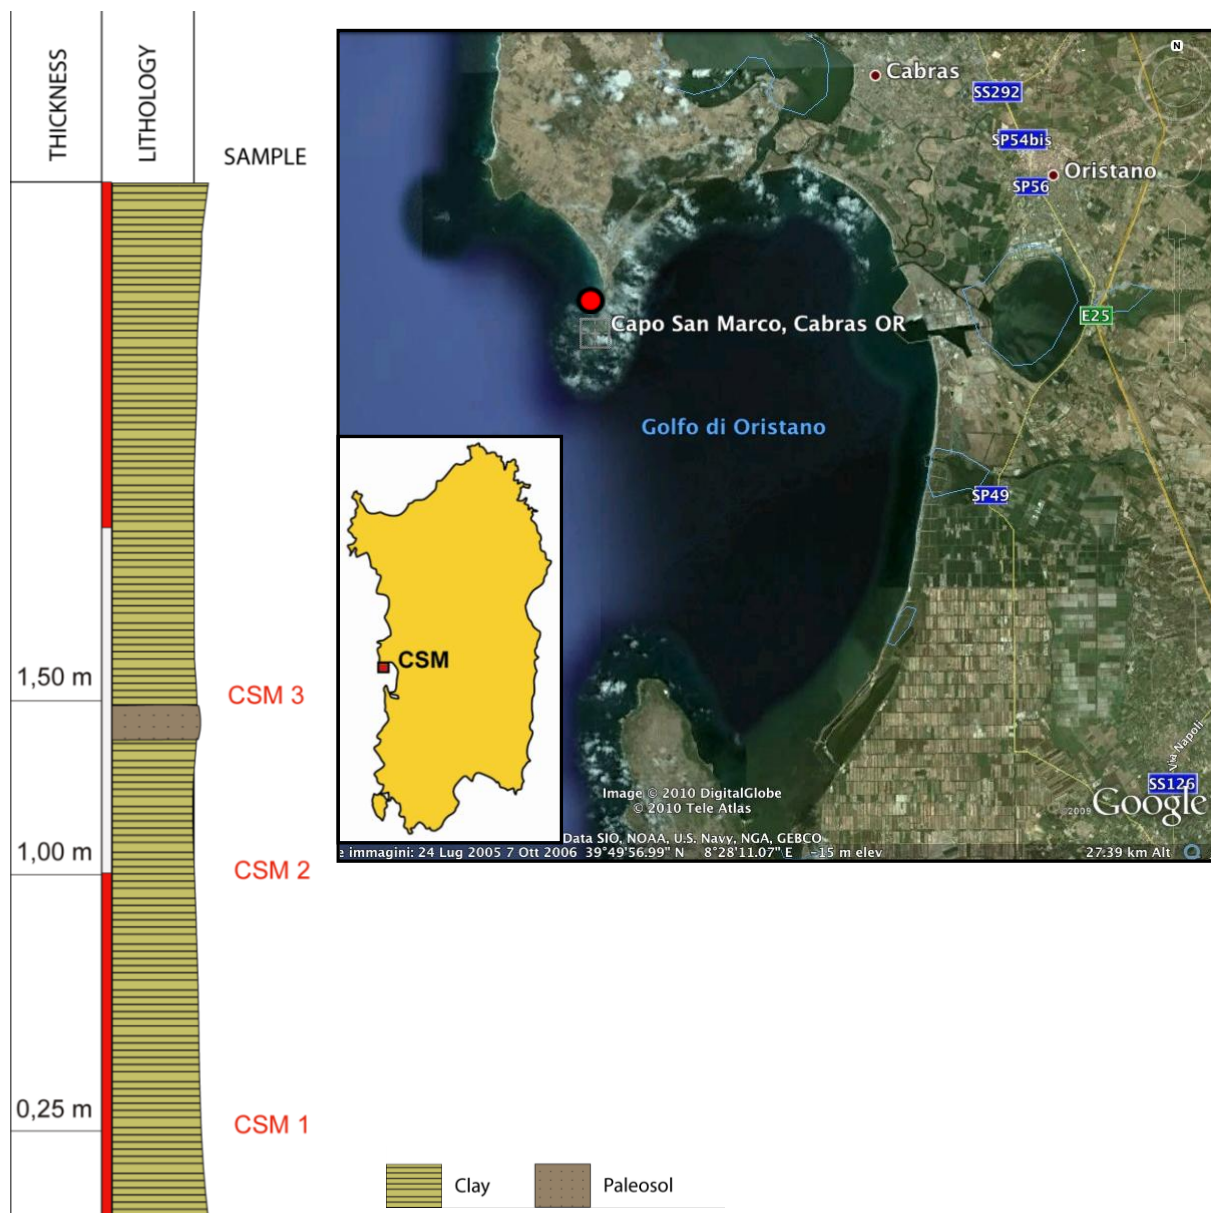 THICKNESS
LITHOLOGY
SAMPLE
1,50 m
CSM 3
1,00 m
CSM 2
0,25 m
CSM 1
Clay
Paleosol
N
Cabras
SS292
SP54bis
Oristano
SP56
E25
Capo San Marco, Cabras OR
Golfo di Oristano
SP49
CSM
Via Napoli
SS126
Image © 2010 DigitalGlobe
© 2010 Tele Atlas
©2009 Google
Data SIO, NOAA, U.S. Navy, NGA, GEBCO
e immagini: 24 Lug 2005 7 Ott 2006 39°49'56.99" N 8°28'11.07" E -15 m elev 27.39 km Alt